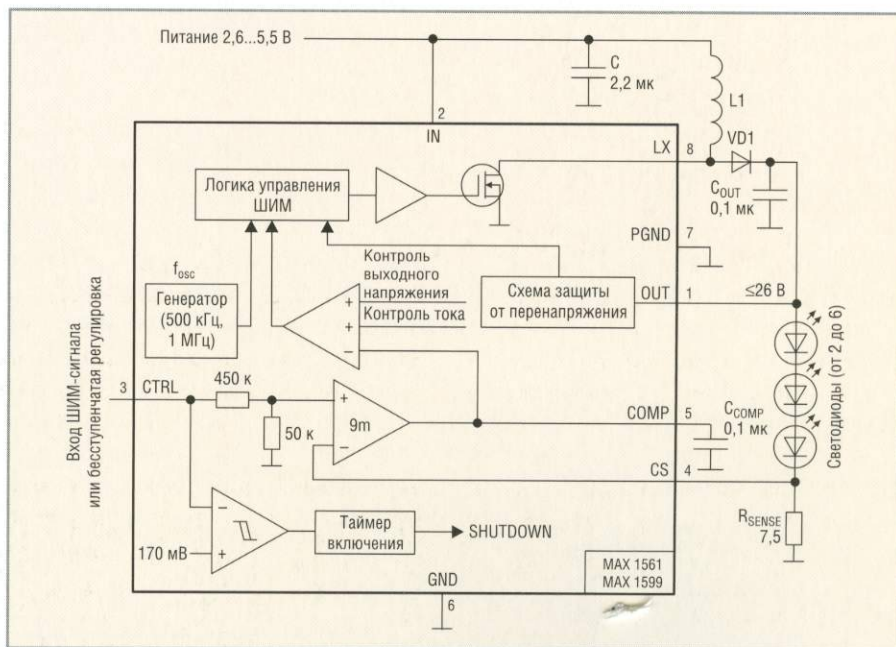 Питание 2,6...5,5 В
C
2,2 мк
L1
2
IN
VD1
LX
8
Логика управления
ШИМ
COUT
0,1 мк
PGND
7
Контроль
выходного
напряжения
Контроль тока
fosc
Генератор
(500 кГц,
1 МГц)
Схема защиты
от перенапряжения
OUT
1
≤26 В
+
+
−
Вход ШИМ-сигнала
или бесступенчатая регулировка
3
CTRL
450 к
50 к
+
−
9m
COMP
5
CCOMP
0,1 мк
CS
4
Светодиоды (от 2 до 6)
RSENSE
7,5
−
+
170 мВ
Таймер
включения
SHUTDOWN
MAX 1561
MAX 1599
GND
6